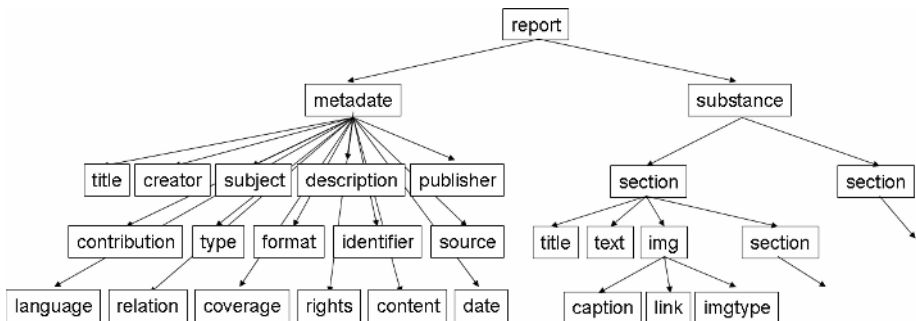 report
metadate substance
title creator subject description publisher section section
contribution type format identifier source title text img section
language relation coverage rights content date caption link imgtype